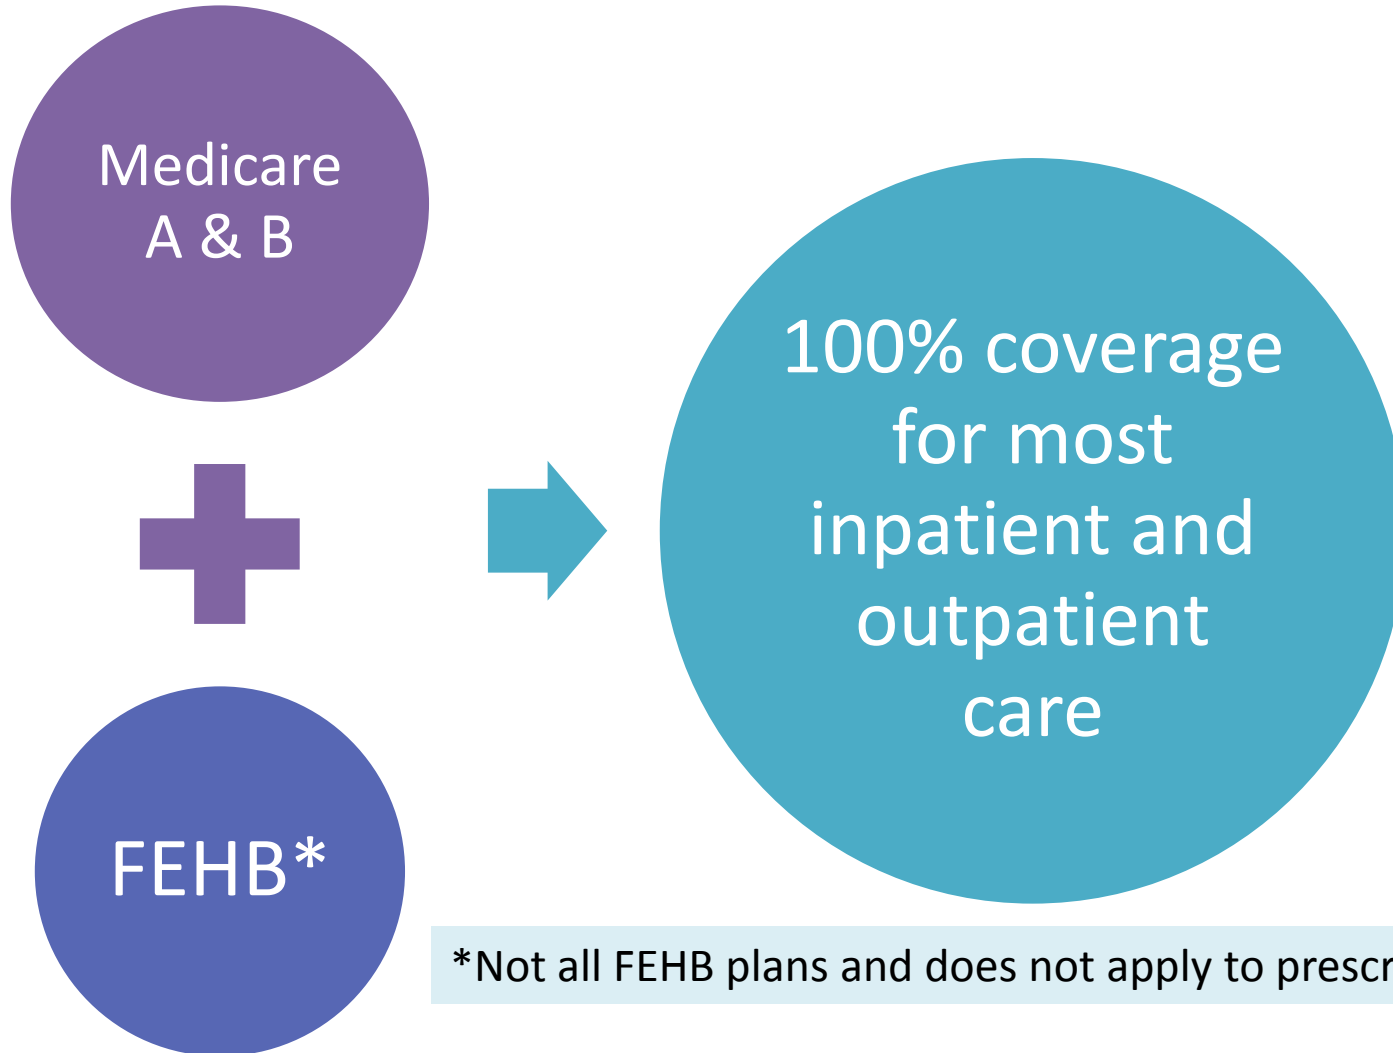 Medicare
A & B
FEHB*
100% coverage
for most
inpatient and
outpatient
care
*Not all FEHB plans and does not apply to